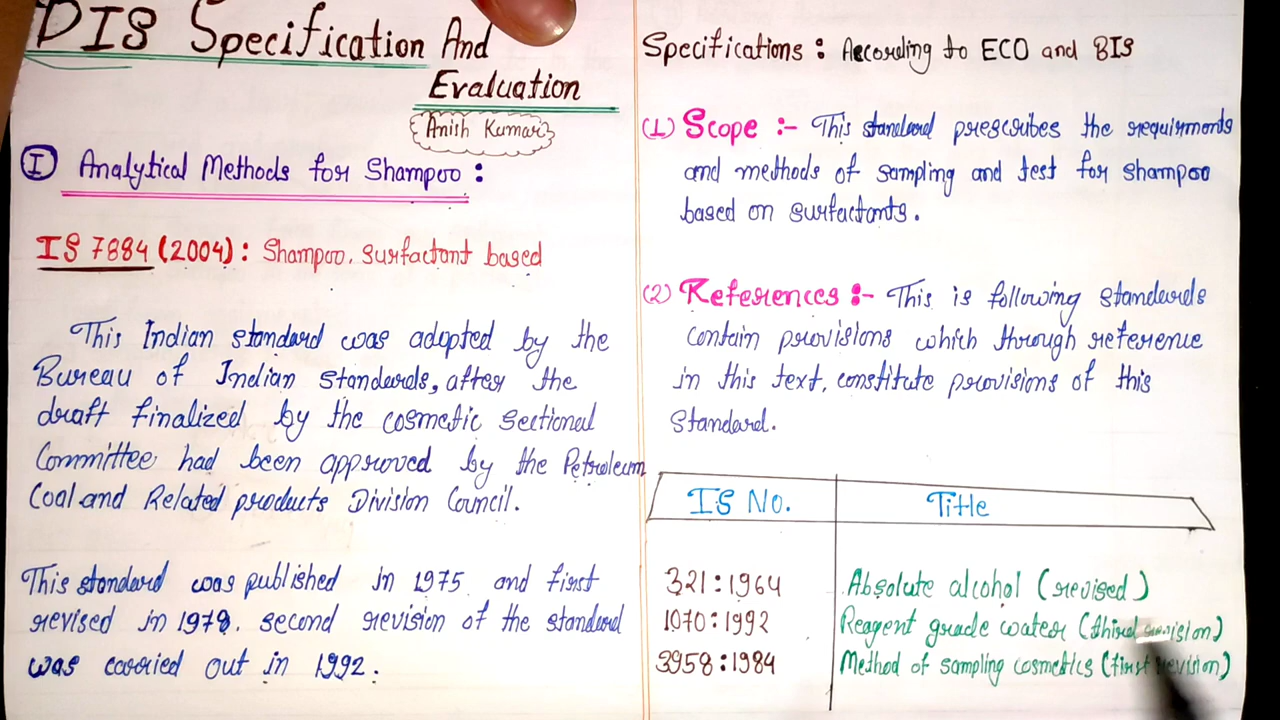 BIS Specification And
Evaluation
Anish Kumar
I Analytical Methods for Shampoo :
IS 7884 (2004) : Shampoo, surfactant based
This Indian standard was adopted by the
Bureau of Indian Standards, after the
draft finalized by the cosmetic sectional
Committee had been approved by the Petroleum
Coal and Related products Division Council.
This standard was published in 1975 and first
revised in 1979. second revision of the standard
was carried out in 1992.
Specifications : According to ECO and BIS
(1) Scope :- This standard prescribes the requirments
and methods of sampling and test for shampoo
based on surfactants.
(2) References :- This is following standards
contain provisions which through reference
in this text, constitute provisions of this
standard.
IS No. Title
321 : 1964 Absolute alcohol (revised)
1070 : 1992 Reagent grade water (third revision)
3958 : 1984 Method of sampling cosmetics (first revision)